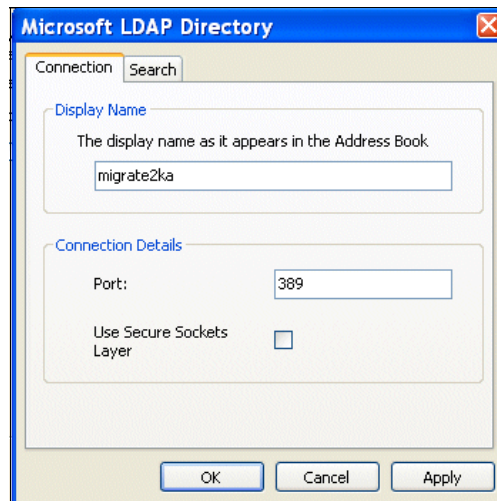 Microsoft LDAP Directory
Connection
Search
Display Name
The display name as it appears in the Address Book
migrate2ka
Connection Details
Port:
389
Use Secure Sockets
Layer
OK
Cancel
Apply